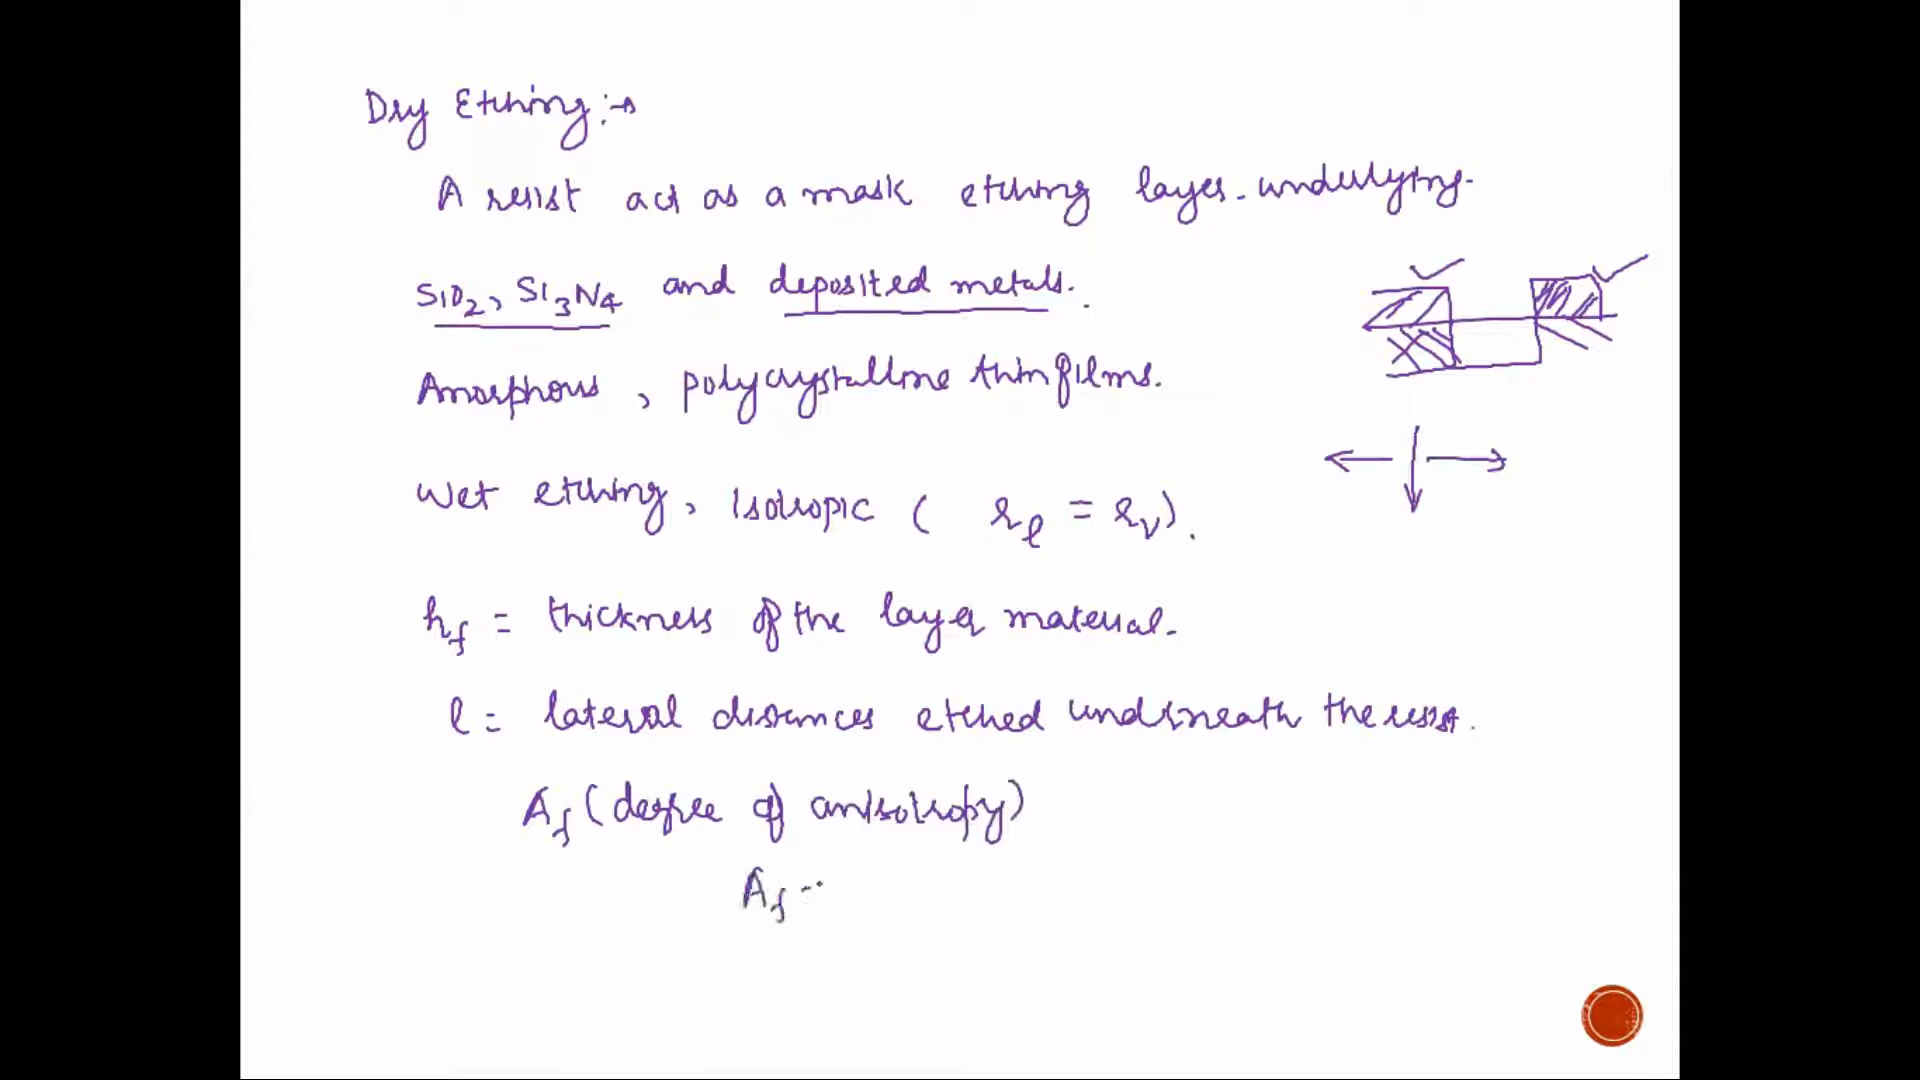 Dry Etching :→
A resist act as a mask etching layer. underlying.
SiO2, Si3N4 and deposited metals.
Amorphous, polycrystalline thin films.
Wet etching, Isotropic ( rl = rv ).
hf = thickness of the layer material.
l = lateral distances etched underneath the resist.
Af (degree of anisotropy)
Af =